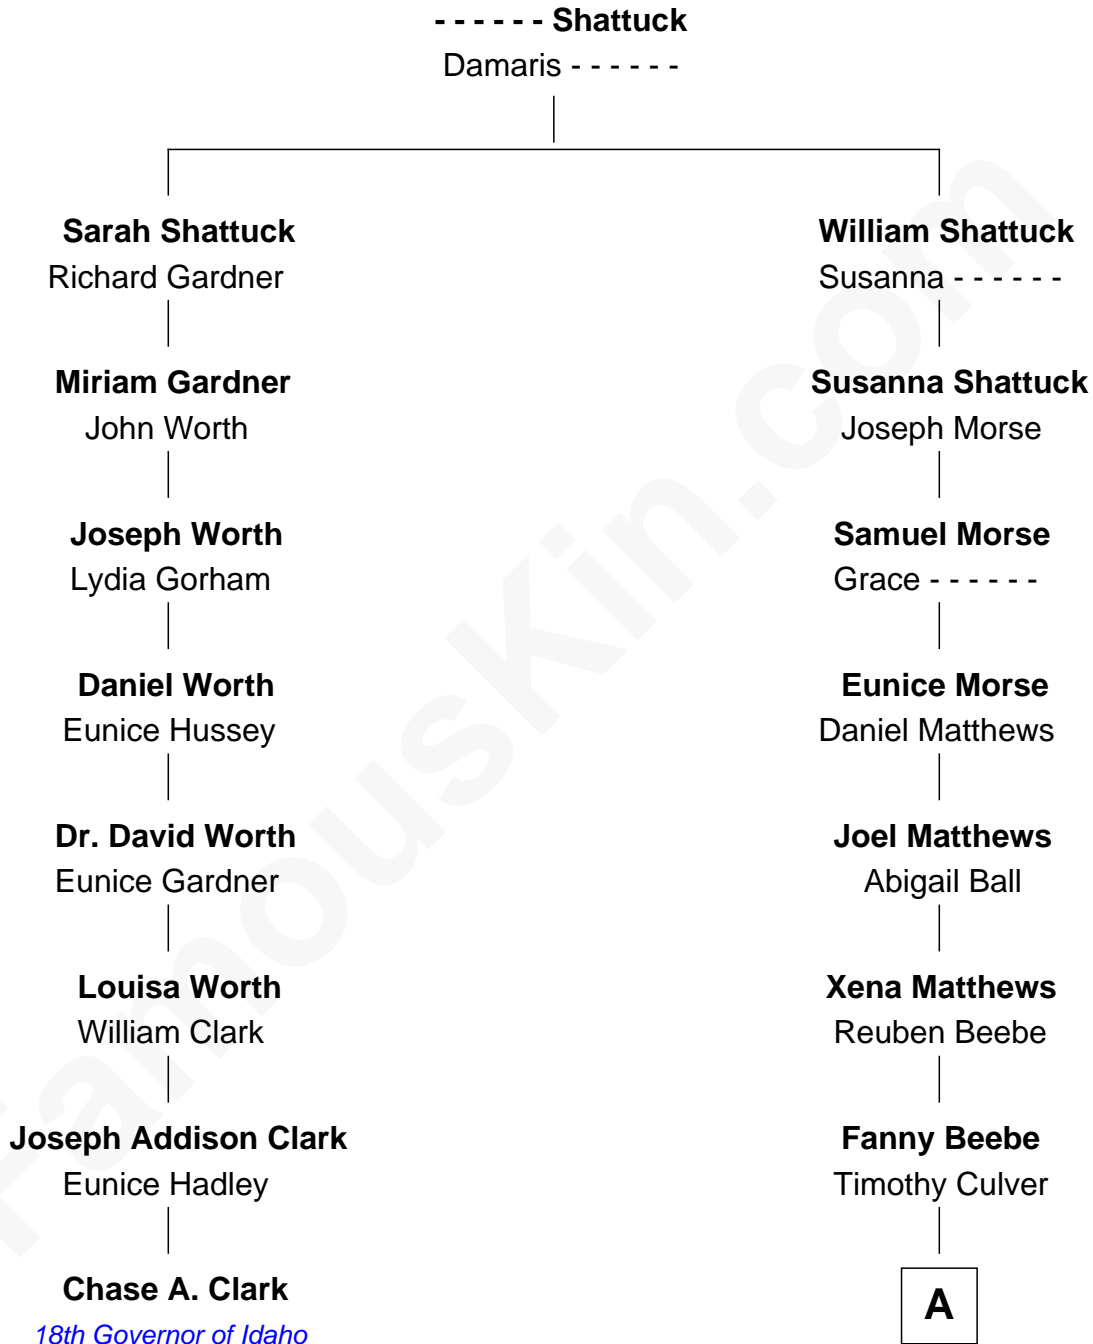 - - - - - - Shattuck
Damaris - - - - - -
Sarah Shattuck
Richard Gardner
William Shattuck
Susanna - - - - - -
Miriam Gardner
John Worth
Susanna Shattuck
Joseph Morse
Joseph Worth
Lydia Gorham
Samuel Morse
Grace - - - - - -
Daniel Worth
Eunice Hussey
Eunice Morse
Daniel Matthews
Dr. David Worth
Eunice Gardner
Joel Matthews
Abigail Ball
Louisa Worth
William Clark
Xena Matthews
Reuben Beebe
Joseph Addison Clark
Eunice Hadley
Fanny Beebe
Timothy Culver
Chase A. Clark
18th Governor of Idaho
A
FamousKin.com